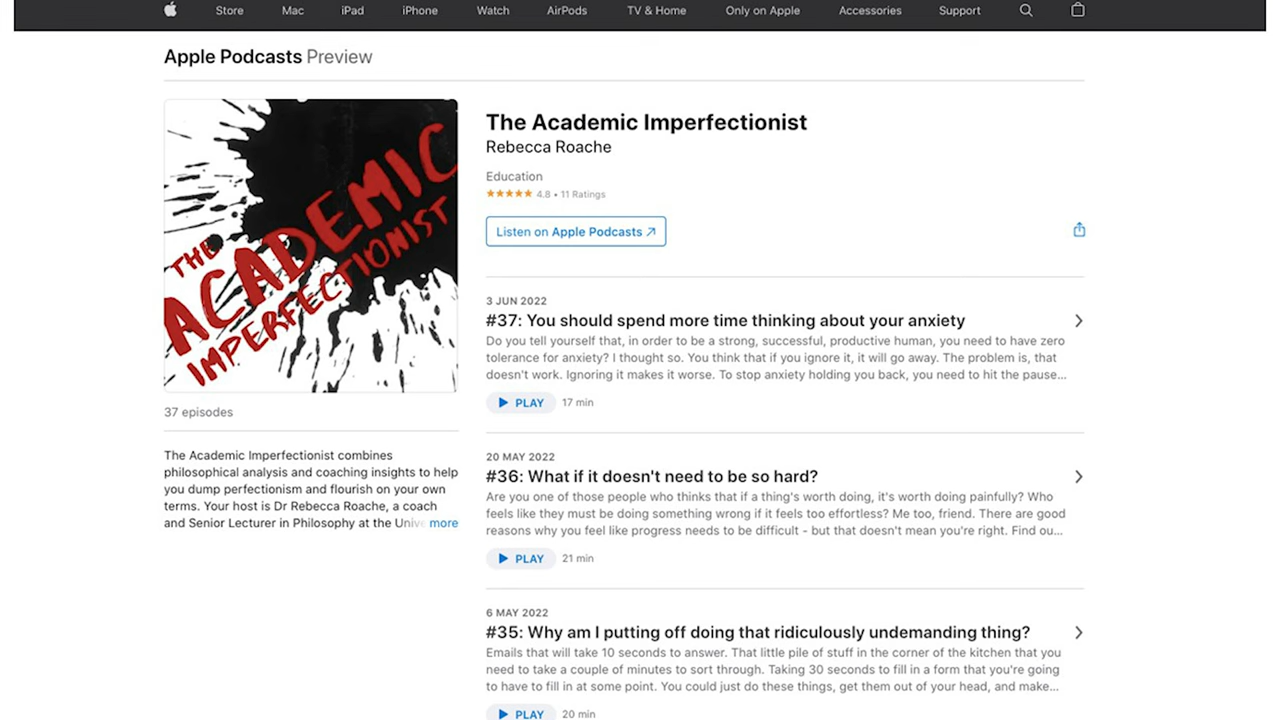 Store Mac iPad iPhone Watch AirPods TV & Home Only on Apple Accessories Support
Apple Podcasts Preview
THE
ACADEMIC
IMPERFECTIONIST
37 episodes
The Academic Imperfectionist combines
philosophical analysis and coaching insights to help
you dump perfectionism and flourish on your own
terms. Your host is Dr Rebecca Roache, a coach
and Senior Lecturer in Philosophy at the Unive more
The Academic Imperfectionist
Rebecca Roache
Education
★★★★★ 4.8 • 11 Ratings
Listen on Apple Podcasts ↗
3 JUN 2022
#37: You should spend more time thinking about your anxiety
Do you tell yourself that, in order to be a strong, successful, productive human, you need to have zero
tolerance for anxiety? I thought so. You think that if you ignore it, it will go away. The problem is, that
doesn't work. Ignoring it makes it worse. To stop anxiety holding you back, you need to hit the pause...
PLAY 17 min
20 MAY 2022
#36: What if it doesn't need to be so hard?
Are you one of those people who thinks that if a thing's worth doing, it's worth doing painfully? Who
feels like they must be doing something wrong if it feels too effortless? Me too, friend. There are good
reasons why you feel like progress needs to be difficult - but that doesn't mean you're right. Find ou...
PLAY 21 min
6 MAY 2022
#35: Why am I putting off doing that ridiculously undemanding thing?
Emails that will take 10 seconds to answer. That little pile of stuff in the corner of the kitchen that you
need to take a couple of minutes to sort through. Taking 30 seconds to fill in a form that you're going
to have to fill in at some point. You could just do these things, get them out of your head, and make...
PLAY 20 min